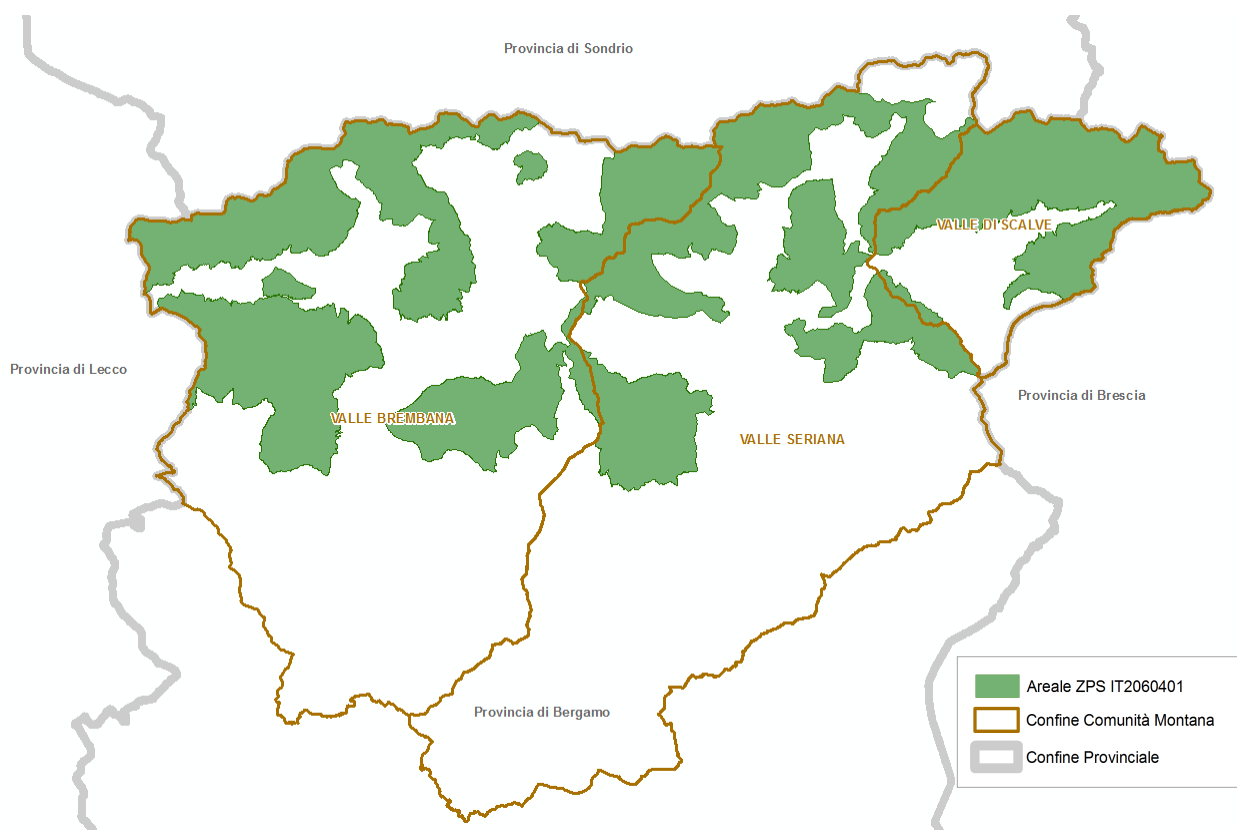 Provincia di Sondrio
VALLE DI SCALVE
Provincia di Lecco
Provincia di Brescia
VALLE BREMBANA
VALLE SERIANA
Provincia di Bergamo
Areale ZPS IT2060401
Confine Comunità Montana
Confine Provinciale